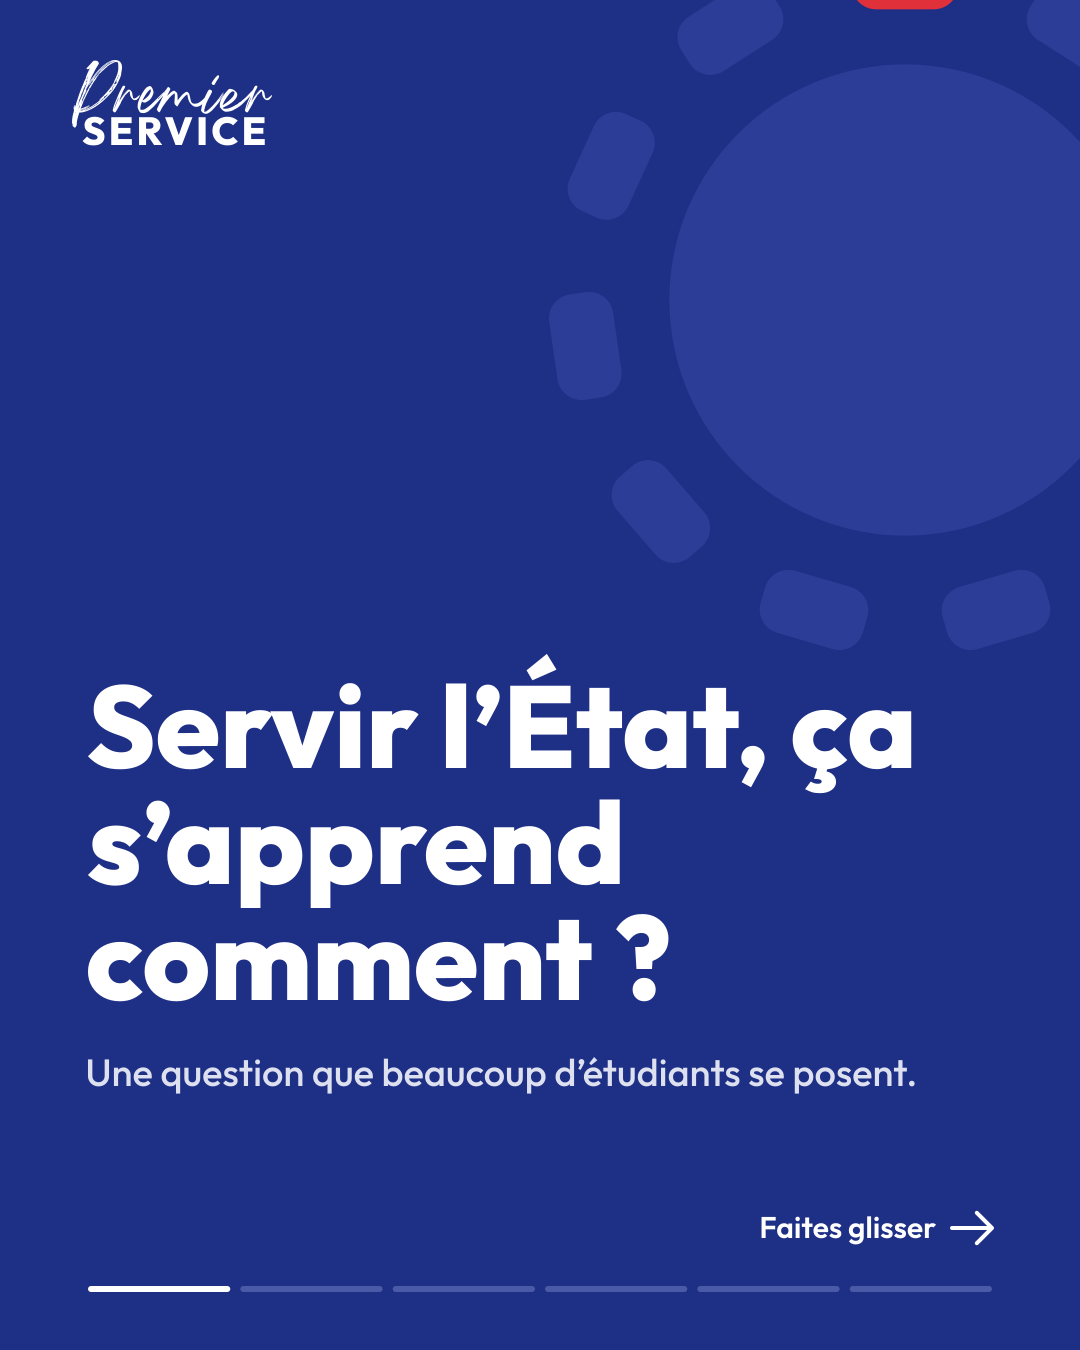 Premier
SERVICE
Servir l’État, ça
s’apprend
comment ?
Une question que beaucoup d’étudiants se posent.
Faites glisser